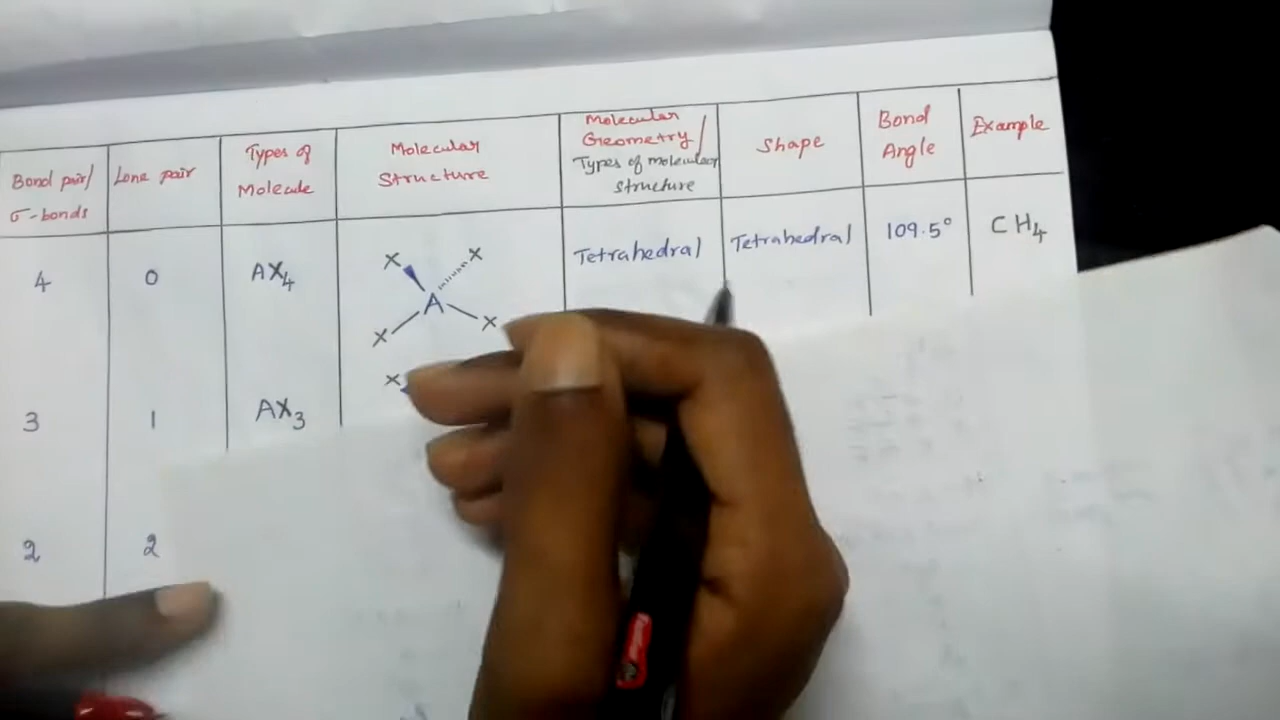 Bond pair/
σ-bonds
Lone pair
Types of
Molecule
Molecular
Structure
Molecular
Geometry/
Types of molecular
structure
Shape
Bond
Angle
Example
4
0
AX₄
X X
A
X X
Tetrahedral
Tetrahedral
109.5°
CH₄
3
1
AX₃
X
2
2